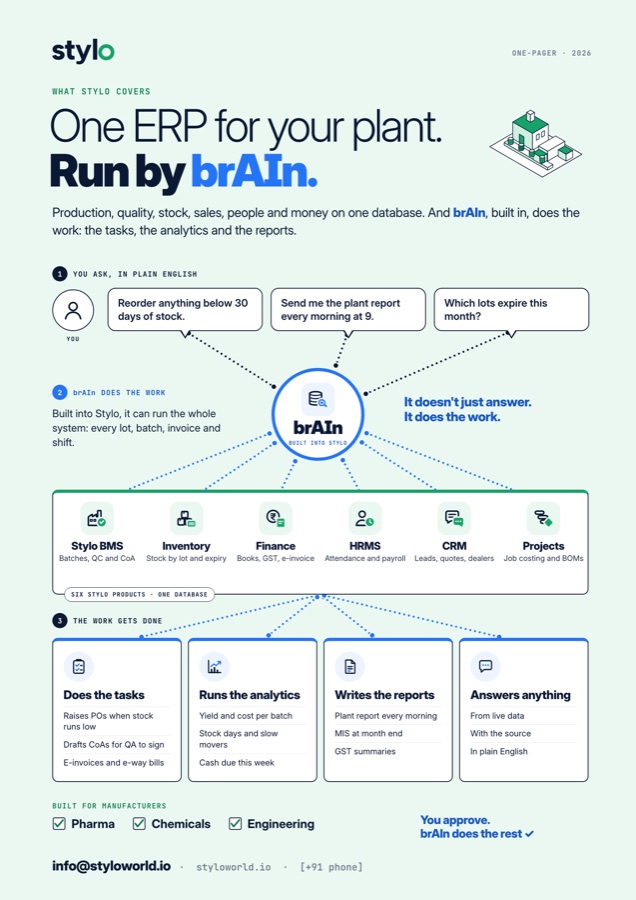 stylo
ONE-PAGER · 2026
WHAT STYLO COVERS
One ERP for your plant.
Run by brAIn.
Production, quality, stock, sales, people and money on one database. And brAIn, built in, does the
work: the tasks, the analytics and the reports.
1 YOU ASK, IN PLAIN ENGLISH
YOU
Reorder anything below 30
days of stock.
Send me the plant report
every morning at 9.
Which lots expire this
month?
2 brAIn DOES THE WORK
Built into Stylo, it can run the whole
system: every lot, batch, invoice and
shift.
brAIn
BUILT INTO STYLO
It doesn't just answer.
It does the work.
Stylo BMS
Batches, QC and CoA
Inventory
Stock by lot and expiry
Finance
Books, GST, e-invoice
HRMS
Attendance and payroll
CRM
Leads, quotes, dealers
Projects
Job costing and BOMs
SIX STYLO PRODUCTS · ONE DATABASE
3 THE WORK GETS DONE
Does the tasks
Raises POs when stock
runs low
Drafts CoAs for QA to sign
E-invoices and e-way bills
Runs the analytics
Yield and cost per batch
Stock days and slow
movers
Cash due this week
Writes the reports
Plant report every morning
MIS at month end
GST summaries
Answers anything
From live data
With the source
In plain English
BUILT FOR MANUFACTURERS
Pharma
Chemicals
Engineering
You approve.
brAIn does the rest ✓
info@styloworld.io · styloworld.io · [+91 phone]